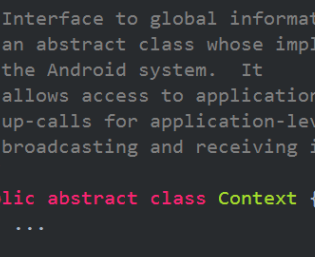 Interface to global informat
an abstract class whose impl
the Android system.  It
allows access to application
up-calls for application-lev
broadcasting and receiving i
lic abstract class Context {
...